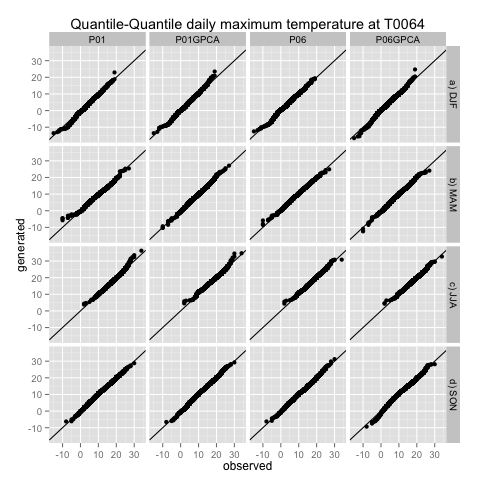 Quantile-Quantile daily maximum temperature at T0064
P01 P01GPCA P06 P06GPCA
30
20
10
0
-10
a) DJF
30
20
10
0
-10
b) MAM
30
20
10
0
-10
c) JJA
30
20
10
0
-10
d) SON
generated
-10 0 10 20 30 -10 0 10 20 30 -10 0 10 20 30 -10 0 10 20 30
observed